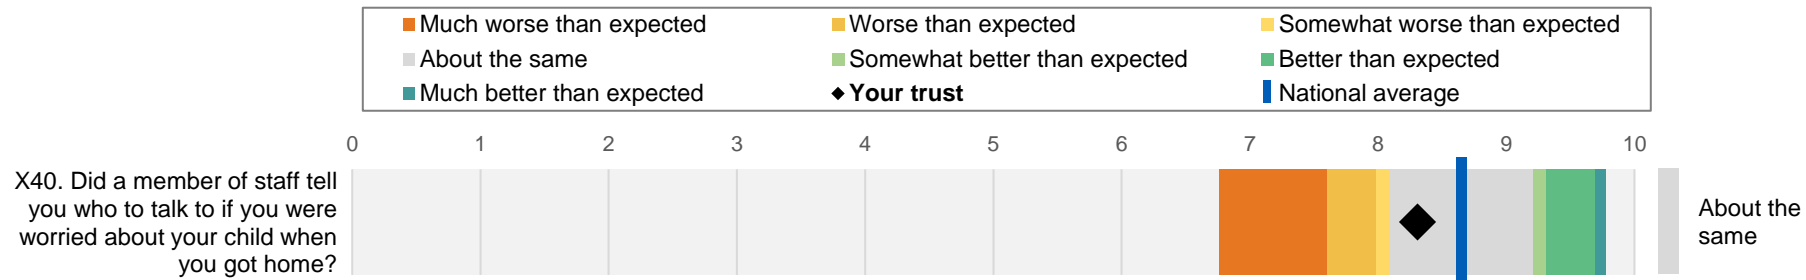 Much worse than expected
Worse than expected
Somewhat worse than expected
About the same
Somewhat better than expected
Better than expected
Much better than expected
Your trust
National average
0 1 2 3 4 5 6 7 8 9 10
X40. Did a member of staff tell
you who to talk to if you were
worried about your child when
you got home?
About the
same